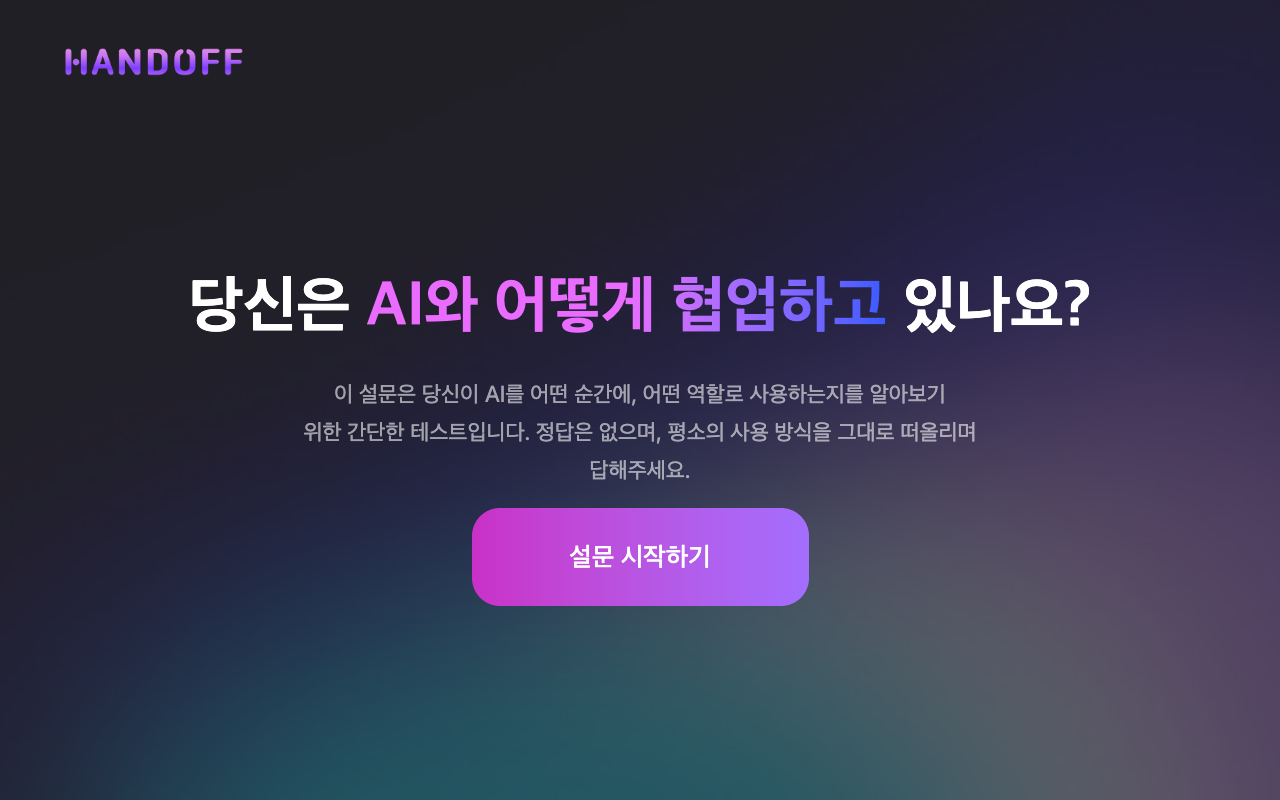 HANDOFF
당신은 AI와 어떻게 협업하고 있나요?
이 설문은 당신이 AI를 어떤 순간에, 어떤 역할로 사용하는지를 알아보기
위한 간단한 테스트입니다. 정답은 없으며, 평소의 사용 방식을 그대로 떠올리며
답해주세요.
설문 시작하기